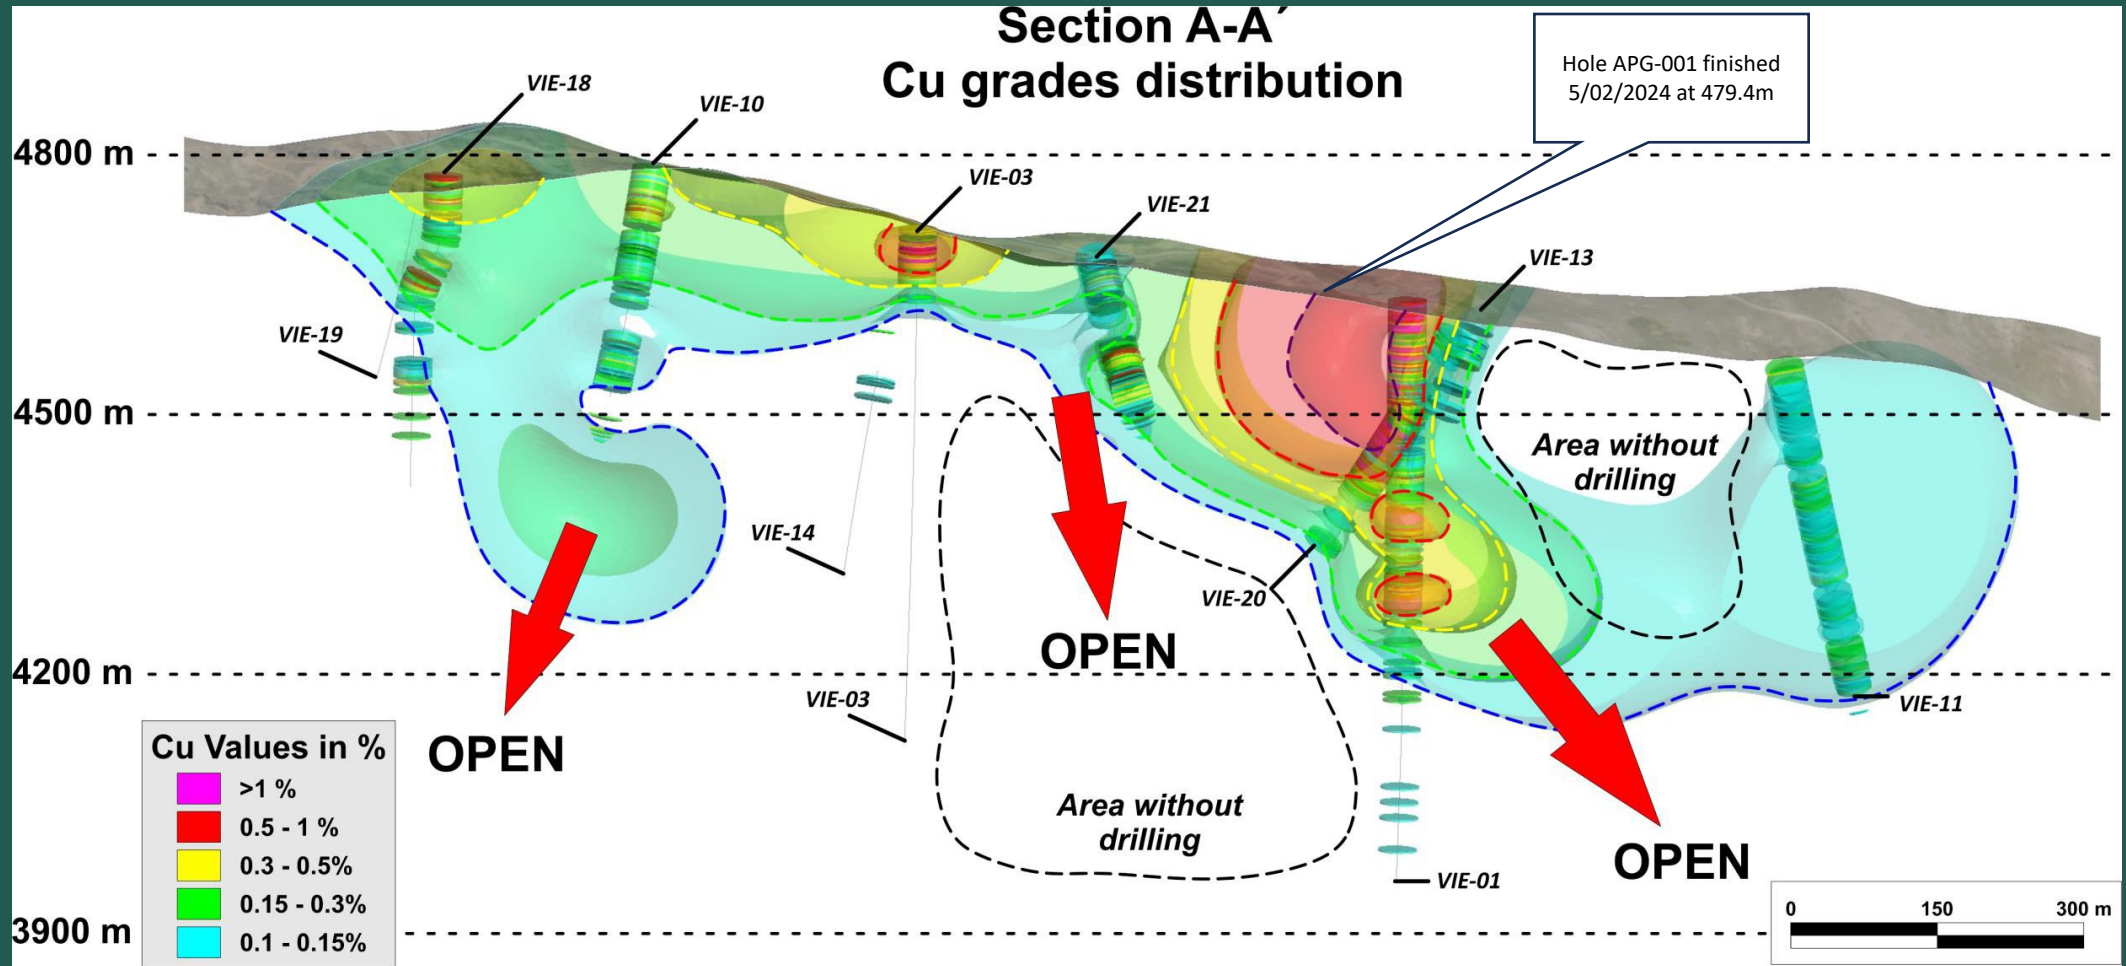 Section A-A´
Cu grades distribution
Hole APG-001 finished
5/02/2024 at 479.4m
VIE-18
VIE-10
VIE-03
VIE-21
VIE-13
4800 m
VIE-19
4500 m
Area without
drilling
VIE-14
VIE-20
OPEN
4200 m
VIE-03
VIE-11
OPEN
Area without
drilling
OPEN
VIE-01
3900 m
Cu Values in %
>1 %
0.5 - 1 %
0.3 - 0.5%
0.15 - 0.3%
0.1 - 0.15%
0 150 300 m